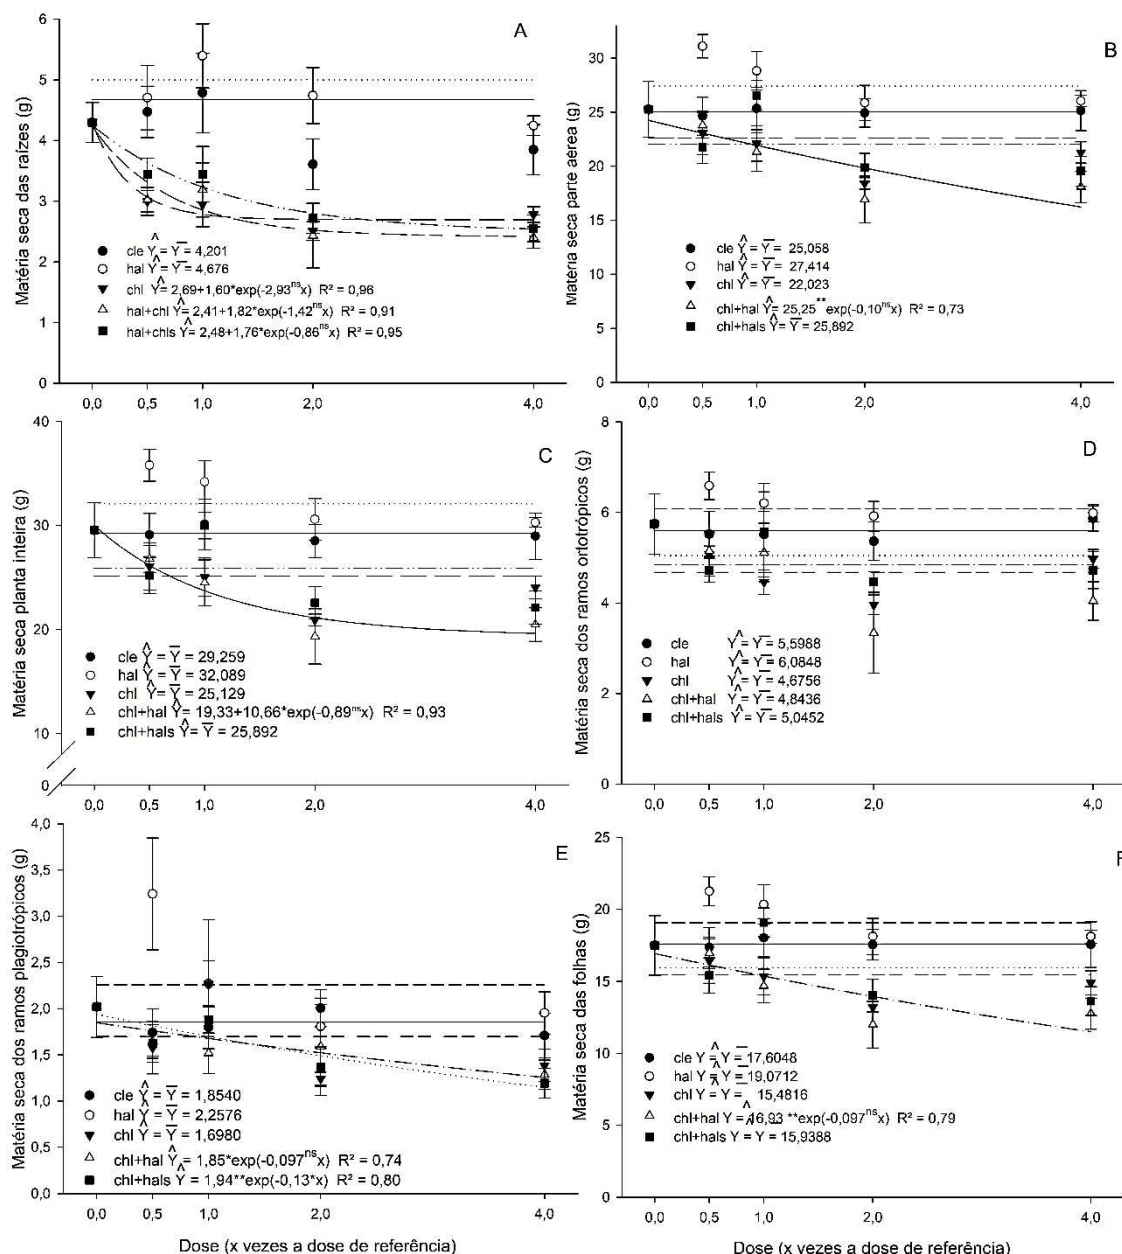 A
Matéria seca das raízes (g)
6
5
4
3
2
1
0
cle Ŷ = Y̅ = 4,201
hal Ŷ = Y̅ = 4,676
chl Ŷ = 2,69+1,60*exp(-2,93ⁿˢx) R² = 0,96
hal+chl Ŷ = 2,41+1,82*exp(-1,42ⁿˢx) R² = 0,91
hal+chls Ŷ = 2,48+1,76*exp(-0,86ⁿˢx) R² = 0,95
0,0 0,5 1,0 2,0 4,0
B
Matéria seca parte aérea (g)
30
25
20
15
10
5
0
cle Ŷ = Y̅ = 25,058
hal Ŷ = Y̅ = 27,414
chl Ŷ = Y̅ = 22,023
chl+hal Ŷ = 25,25**exp(-0,10ⁿˢx) R² = 0,73
chl+hals Ŷ = Y̅ = 25,892
0,0 0,5 1,0 2,0 4,0
C
Matéria seca planta inteira (g)
40
30
20
10
0
cle Ŷ = Y̅ = 29,259
hal Ŷ = Y̅ = 32,089
chl Ŷ = Y̅ = 25,129
chl+hal Ŷ = 19,33+10,66*exp(-0,89ⁿˢx) R² = 0,93
chl+hals Ŷ = Y̅ = 25,892
0,0 0,5 1,0 2,0 4,0
D
Matéria seca dos ramos ortotrópicos (g)
8
6
4
2
0
cle Ŷ = Y̅ = 5,5988
hal Ŷ = Y̅ = 6,0848
chl Ŷ = Y̅ = 4,6756
chl+hal Ŷ = Y̅ = 4,8436
chl+hals Ŷ = Y̅ = 5,0452
0,0 0,5 1,0 2,0 4,0
E
Matéria seca dos ramos plagiotrópicos (g)
4,0
3,5
3,0
2,5
2,0
1,5
1,0
0,5
0,0
cle Ŷ = Y̅ = 1,8540
hal Ŷ = Y̅ = 2,2576
chl Ŷ = Y̅ = 1,6980
chl+hal Ŷ = 1,85*exp(-0,097ⁿˢx) R² = 0,74
chl+hals Ŷ = 1,94**exp(-0,13*x) R² = 0,80
0,0 0,5 1,0 2,0 4,0
Dose (x vezes a dose de referência)
F
Matéria seca das folhas (g)
25
20
15
10
5
0
cle Ŷ = Y̅ = 17,6048
hal Ŷ = Y̅ = 19,0712
chl Ŷ = Y̅ = 15,4816
chl+hal Ŷ = 16,93 **exp(-0,097ⁿˢx) R² = 0,79
chl+hals Ŷ = Y̅ = 15,9388
0,0 0,5 1,0 2,0 4,0
Dose (x vezes a dose de referência)